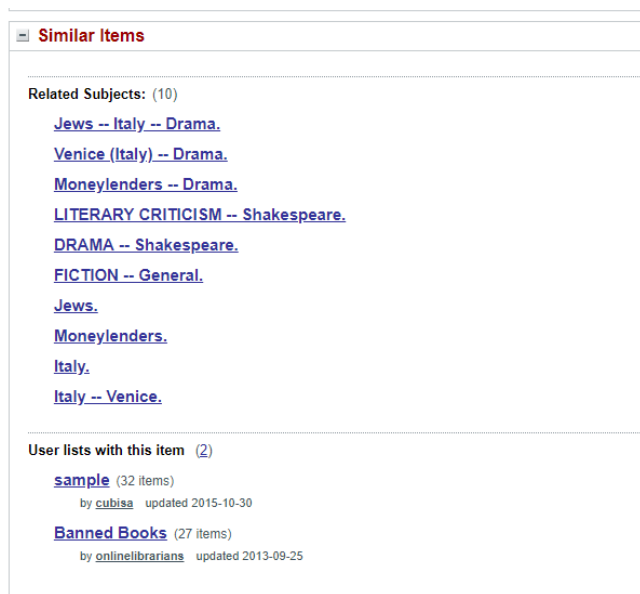 Similar Items
Related Subjects: (10)
Jews -- Italy -- Drama.
Venice (Italy) -- Drama.
Moneylenders -- Drama.
LITERARY CRITICISM -- Shakespeare.
DRAMA -- Shakespeare.
FICTION -- General.
Jews.
Moneylenders.
Italy.
Italy -- Venice.
User lists with this item (2)
sample (32 items)
by cubisa updated 2015-10-30
Banned Books (27 items)
by onlinelibrarians updated 2013-09-25